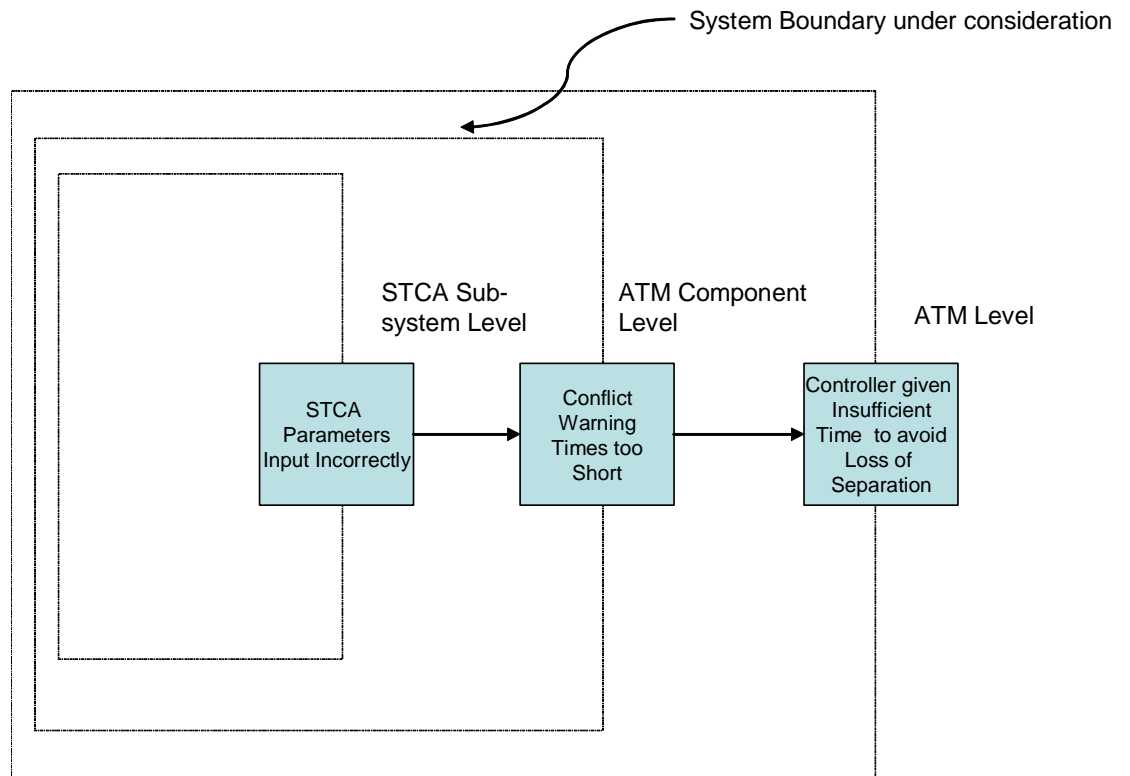 System Boundary under consideration
STCA Sub-
system Level
ATM Component
Level
ATM Level
STCA
Parameters
Input Incorrectly
Conflict
Warning
Times too
Short
Controller given
Insufficient
Time to avoid
Loss of
Separation